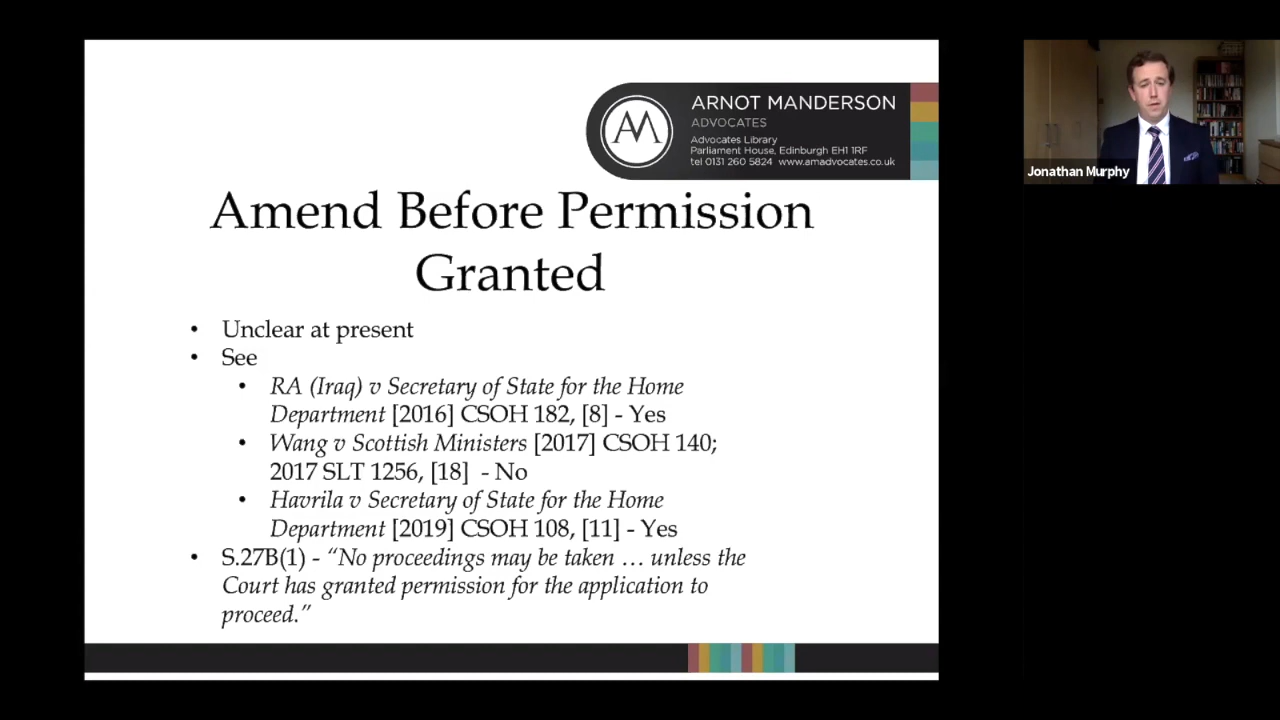 ARNOT MANDERSON
ADVOCATES
Advocates Library
Parliament House, Edinburgh EH1 1RF
tel 0131 260 5824 www.amadvocates.co.uk
Amend Before Permission
Granted
• Unclear at present
• See
• RA (Iraq) v Secretary of State for the Home
Department [2016] CSOH 182, [8] - Yes
• Wang v Scottish Ministers [2017] CSOH 140;
2017 SLT 1256, [18] - No
• Havrila v Secretary of State for the Home
Department [2019] CSOH 108, [11] - Yes
• S.27B(1) - “No proceedings may be taken … unless the
Court has granted permission for the application to
proceed.”
Jonathan Murphy